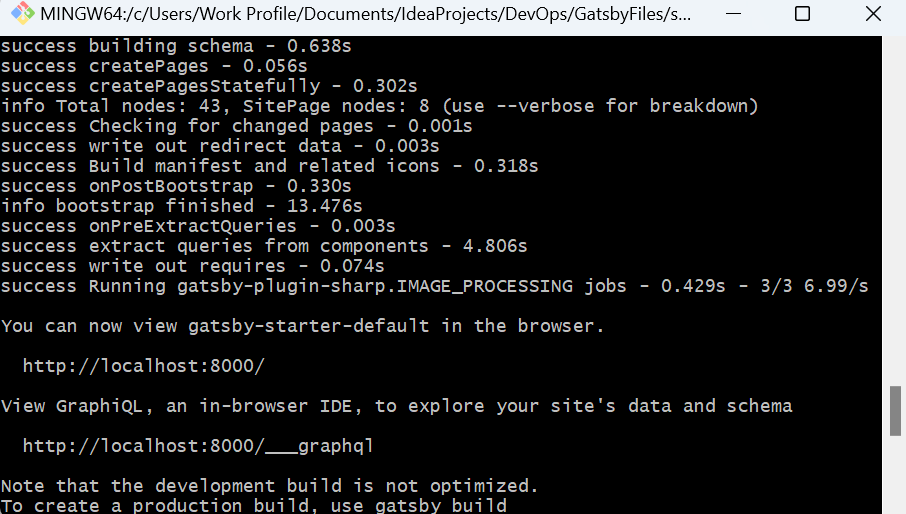 MINGW64:/c/Users/Work Profile/Documents/IdeaProjects/DevOps/GatsbyFiles/s...
success building schema - 0.638s
success createPages - 0.056s
success createPagesStatefully - 0.302s
info Total nodes: 43, SitePage nodes: 8 (use --verbose for breakdown)
success Checking for changed pages - 0.001s
success write out redirect data - 0.003s
success Build manifest and related icons - 0.318s
success onPostBootstrap - 0.330s
info bootstrap finished - 13.476s
success onPreExtractQueries - 0.003s
success extract queries from components - 4.806s
success write out requires - 0.074s
success Running gatsby-plugin-sharp.IMAGE_PROCESSING jobs - 0.429s - 3/3 6.99/s
You can now view gatsby-starter-default in the browser.
http://localhost:8000/
View GraphiQL, an in-browser IDE, to explore your site's data and schema
http://localhost:8000/___graphql
Note that the development build is not optimized.
To create a production build, use gatsby build